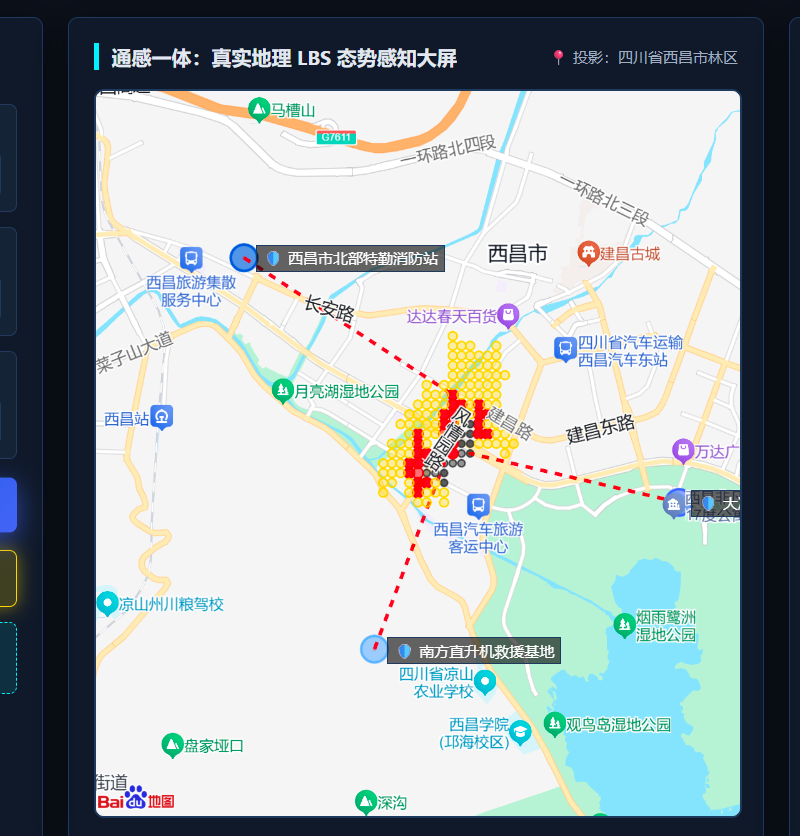 通感一体：真实地理 LBS 态势感知大屏
📍 投影：四川省西昌市林区
马槽山
G7611
一环路北四段
一环路北三段
西昌市北部特勤消防站
西昌市
建昌古城
西昌旅游集散
服务中心
长安路
达达春天百货
四川省汽车运输
西昌汽车东站
菜子山大道
月亮湖湿地公园
西昌站
风情园路
建昌路
建昌东路
万达广
大
西昌汽车旅游
客运中心
凉山州川粮驾校
烟雨鹭洲
湿地公园
南方直升机救援基地
四川省凉山
农业学校
西昌学院
(邛海校区)
观鸟岛湿地公园
盘家垭口
街道
Bai du 地图
深沟